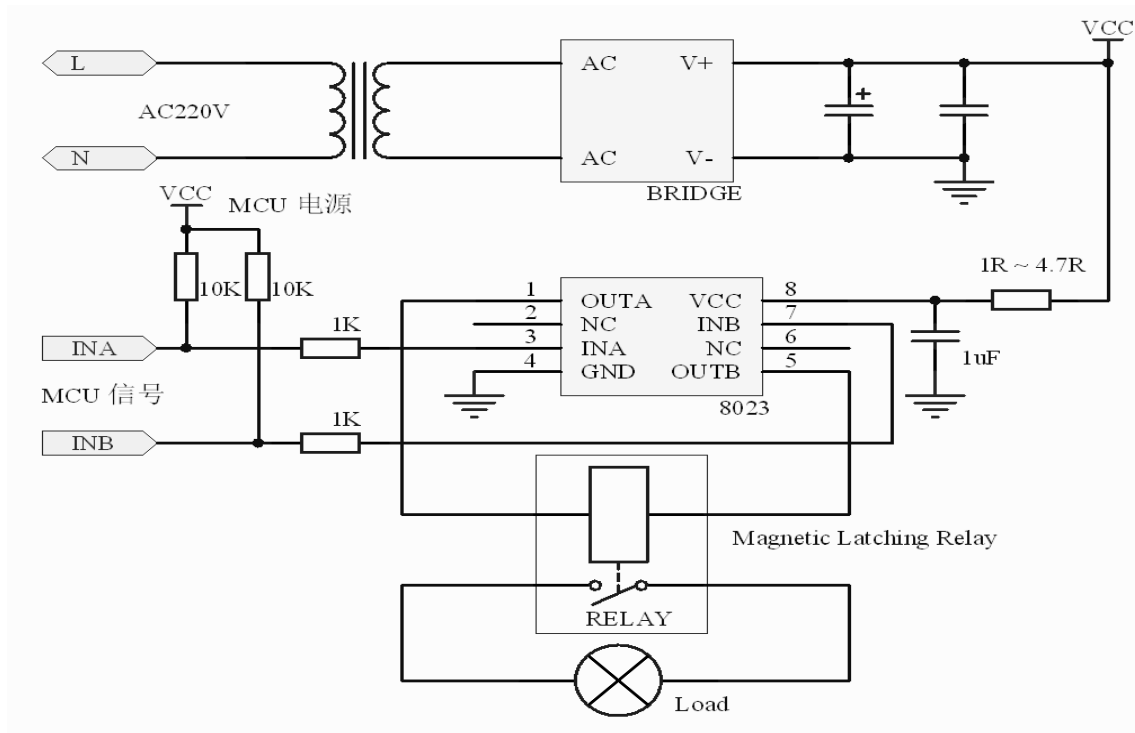 VCC
L
AC V+
+
AC220V
N
AC V-
BRIDGE
VCC
MCU 电源
10K
10K
1R ~ 4.7R
1 OUTA VCC 8
2 NC INB 7
3 INA NC 6
4 GND OUTB 5
8023
1K
INA
1uF
MCU 信号
1K
INB
Magnetic Latching Relay
RELAY
Load